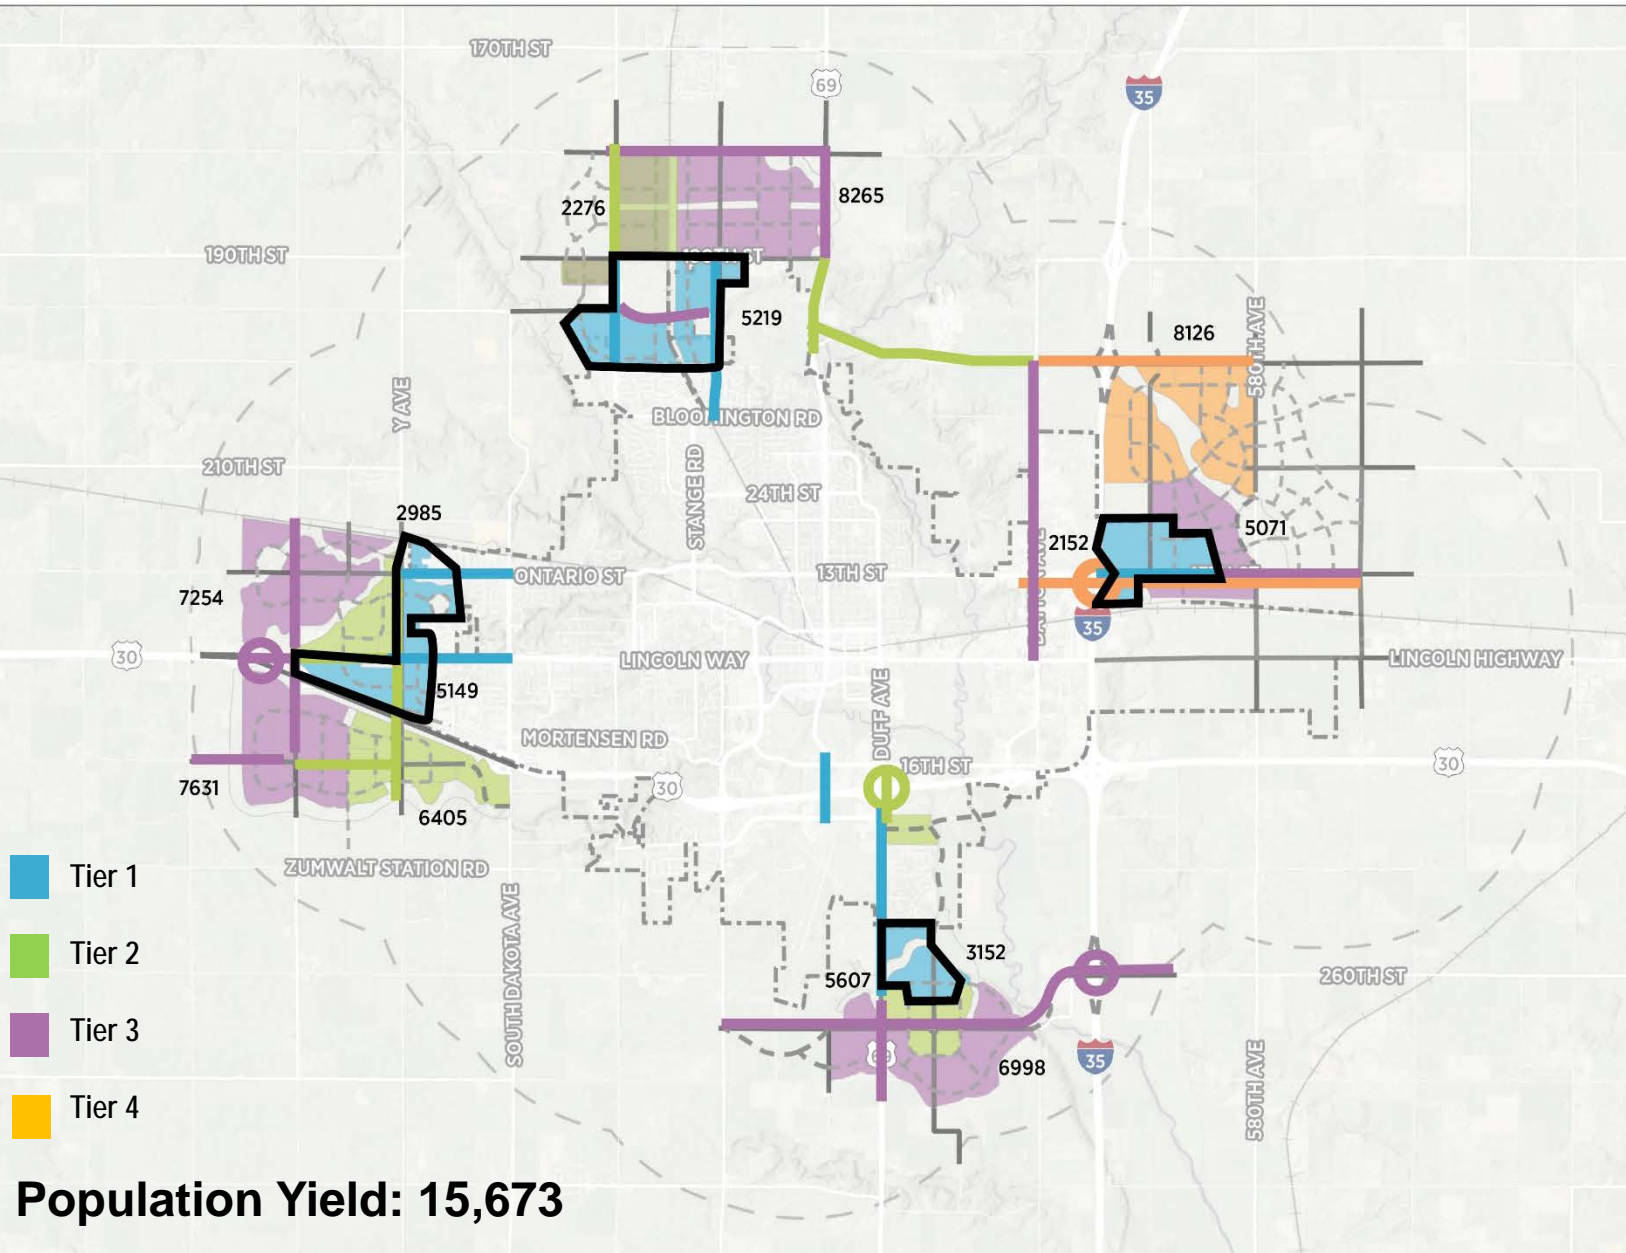 170TH ST
69
35
2276
8265
190TH ST
190TH ST
5219
8126
580TH AVE
Y AVE
BLOOMINGTON RD
210TH ST
STANGE RD
24TH ST
2985
5071
2152
ONTARIO ST
13TH ST
7254
35
30
LINCOLN WAY
LINCOLN HIGHWAY
5149
DUFF AVE
MORTENSEN RD
16TH ST
30
30
7631
6405
ZUMWALT STATION RD
SOUTH DAKOTA AVE
3152
5607
260TH ST
69
35
6998
580TH AVE
Tier 1
Tier 2
Tier 3
Tier 4
Population Yield: 15,673